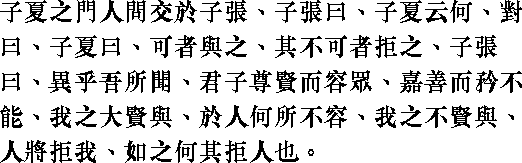 子夏之門人問交於子張、子張曰、子夏云何、對
曰、子夏曰、可者與之、其不可者拒之、子張
曰、異乎吾所聞、君子尊賢而容眾、嘉善而矜不
能、我之大賢與、於人何所不容、我之不賢與、
人將拒我、如之何其拒人也。